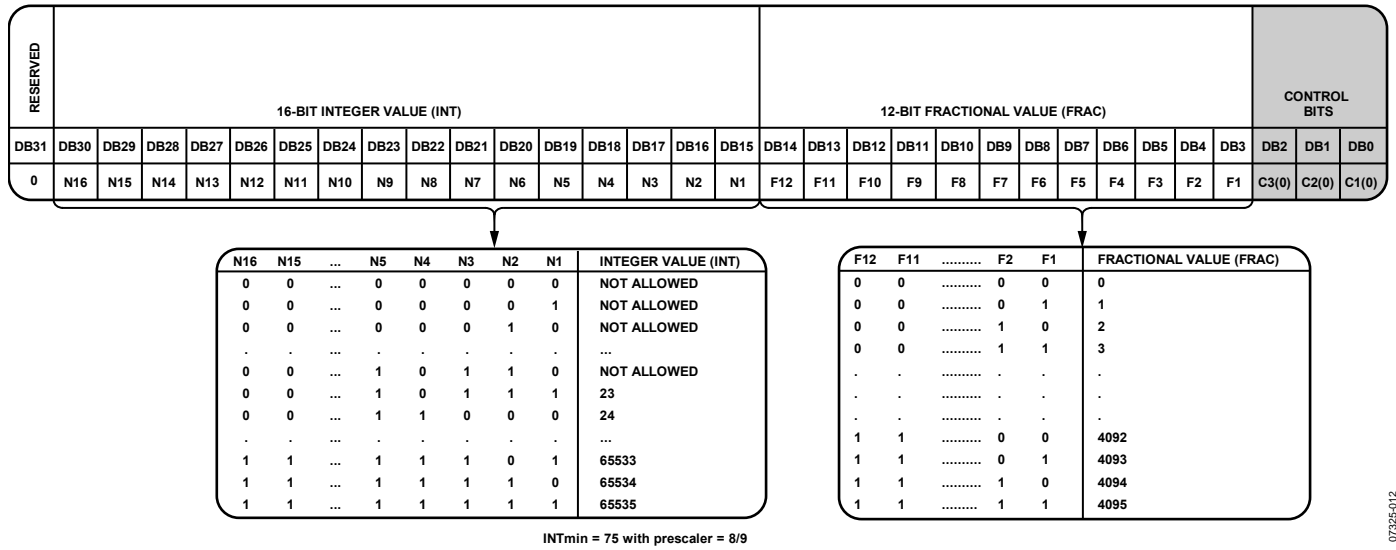 RESERVED
16-BIT INTEGER VALUE (INT)
12-BIT FRACTIONAL VALUE (FRAC)
CONTROL
BITS
DB31 DB30 DB29 DB28 DB27 DB26 DB25 DB24 DB23 DB22 DB21 DB20 DB19 DB18 DB17 DB16 DB15 DB14 DB13 DB12 DB11 DB10 DB9 DB8 DB7 DB6 DB5 DB4 DB3 DB2 DB1 DB0
0 N16 N15 N14 N13 N12 N11 N10 N9 N8 N7 N6 N5 N4 N3 N2 N1 F12 F11 F10 F9 F8 F7 F6 F5 F4 F3 F2 F1 C3(0) C2(0) C1(0)
N16 N15 ... N5 N4 N3 N2 N1 INTEGER VALUE (INT)
0 0 ... 0 0 0 0 0 NOT ALLOWED
0 0 ... 0 0 0 0 1 NOT ALLOWED
0 0 ... 0 0 0 1 0 NOT ALLOWED
. . ... . . . . . ...
0 0 ... 1 0 1 1 0 NOT ALLOWED
0 0 ... 1 0 1 1 1 23
0 0 ... 1 1 0 0 0 24
. . ... . . . . . ...
1 1 ... 1 1 1 0 1 65533
1 1 ... 1 1 1 1 0 65534
1 1 ... 1 1 1 1 1 65535
INTmin = 75 with prescaler = 8/9
F12 F11 .......... F2 F1 FRACTIONAL VALUE (FRAC)
0 0 .......... 0 0 0
0 0 .......... 0 1 1
0 0 .......... 1 0 2
0 0 .......... 1 1 3
. . .......... . . .
. . .......... . . .
. . .......... . . .
1 1 .......... 0 0 4092
1 1 .......... 0 1 4093
1 1 .......... 1 0 4094
1 1 ......... 1 1 4095
07325-012